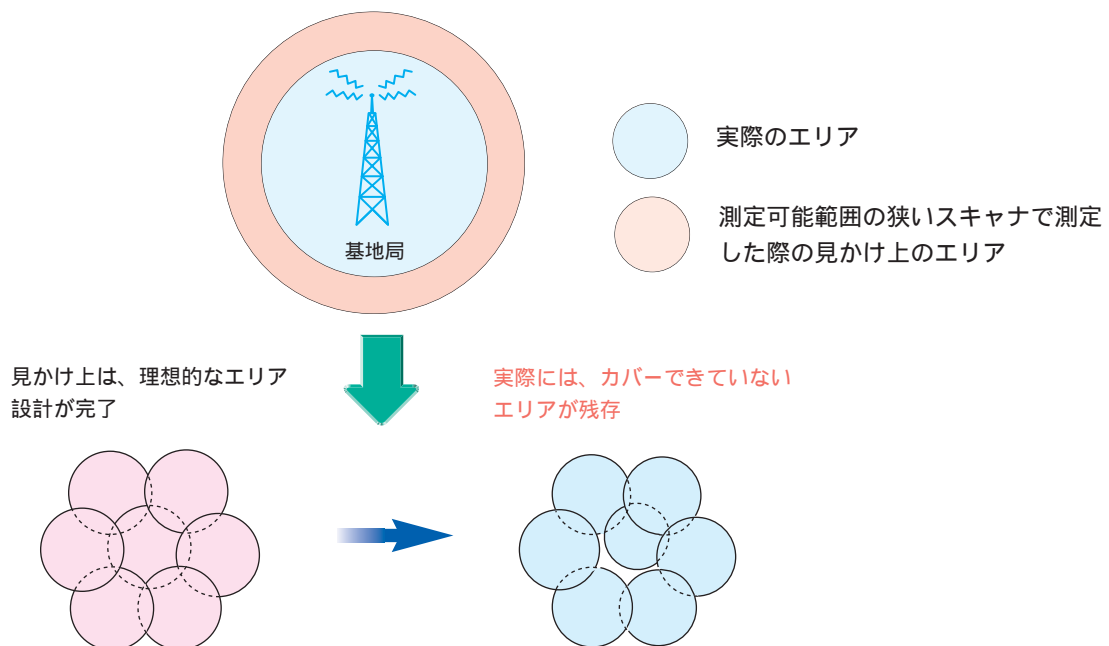 基地局
実際のエリア
測定可能範囲の狭いスキャナで測定
した際の見かけ上のエリア
見かけ上は、理想的なエリア
設計が完了
実際には、カバーできていない
エリアが残存